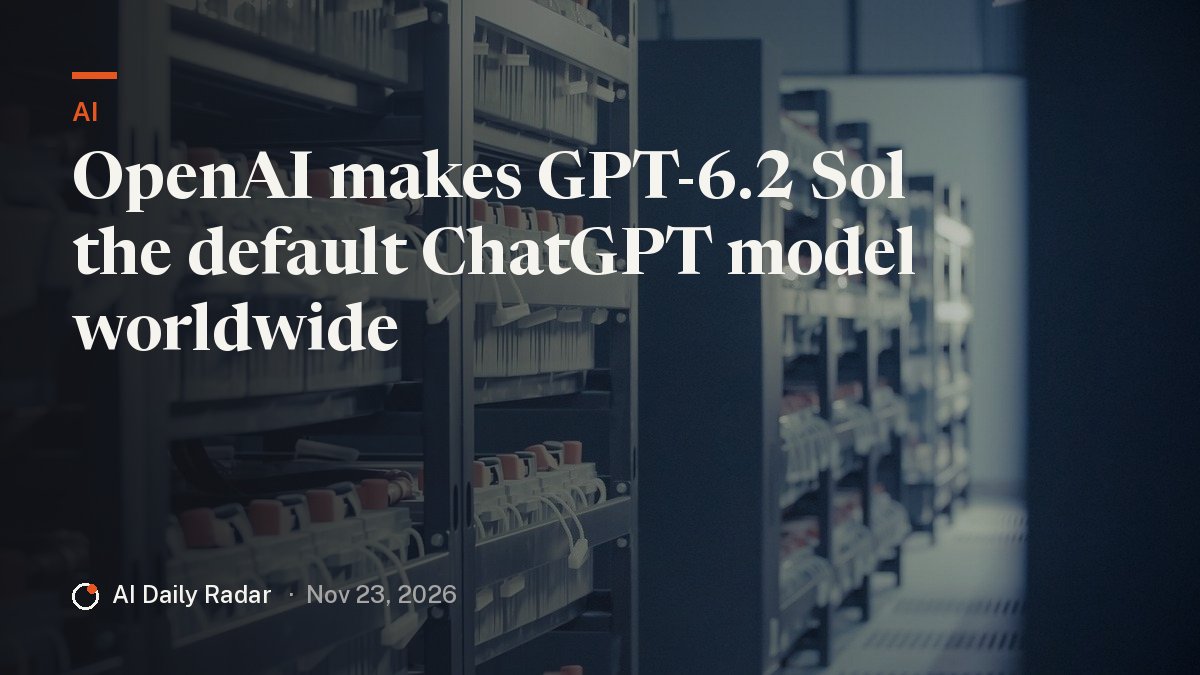 AI
OpenAI makes GPT-6.2 Sol
the default ChatGPT model
worldwide
AI Daily Radar · Nov 23, 2026